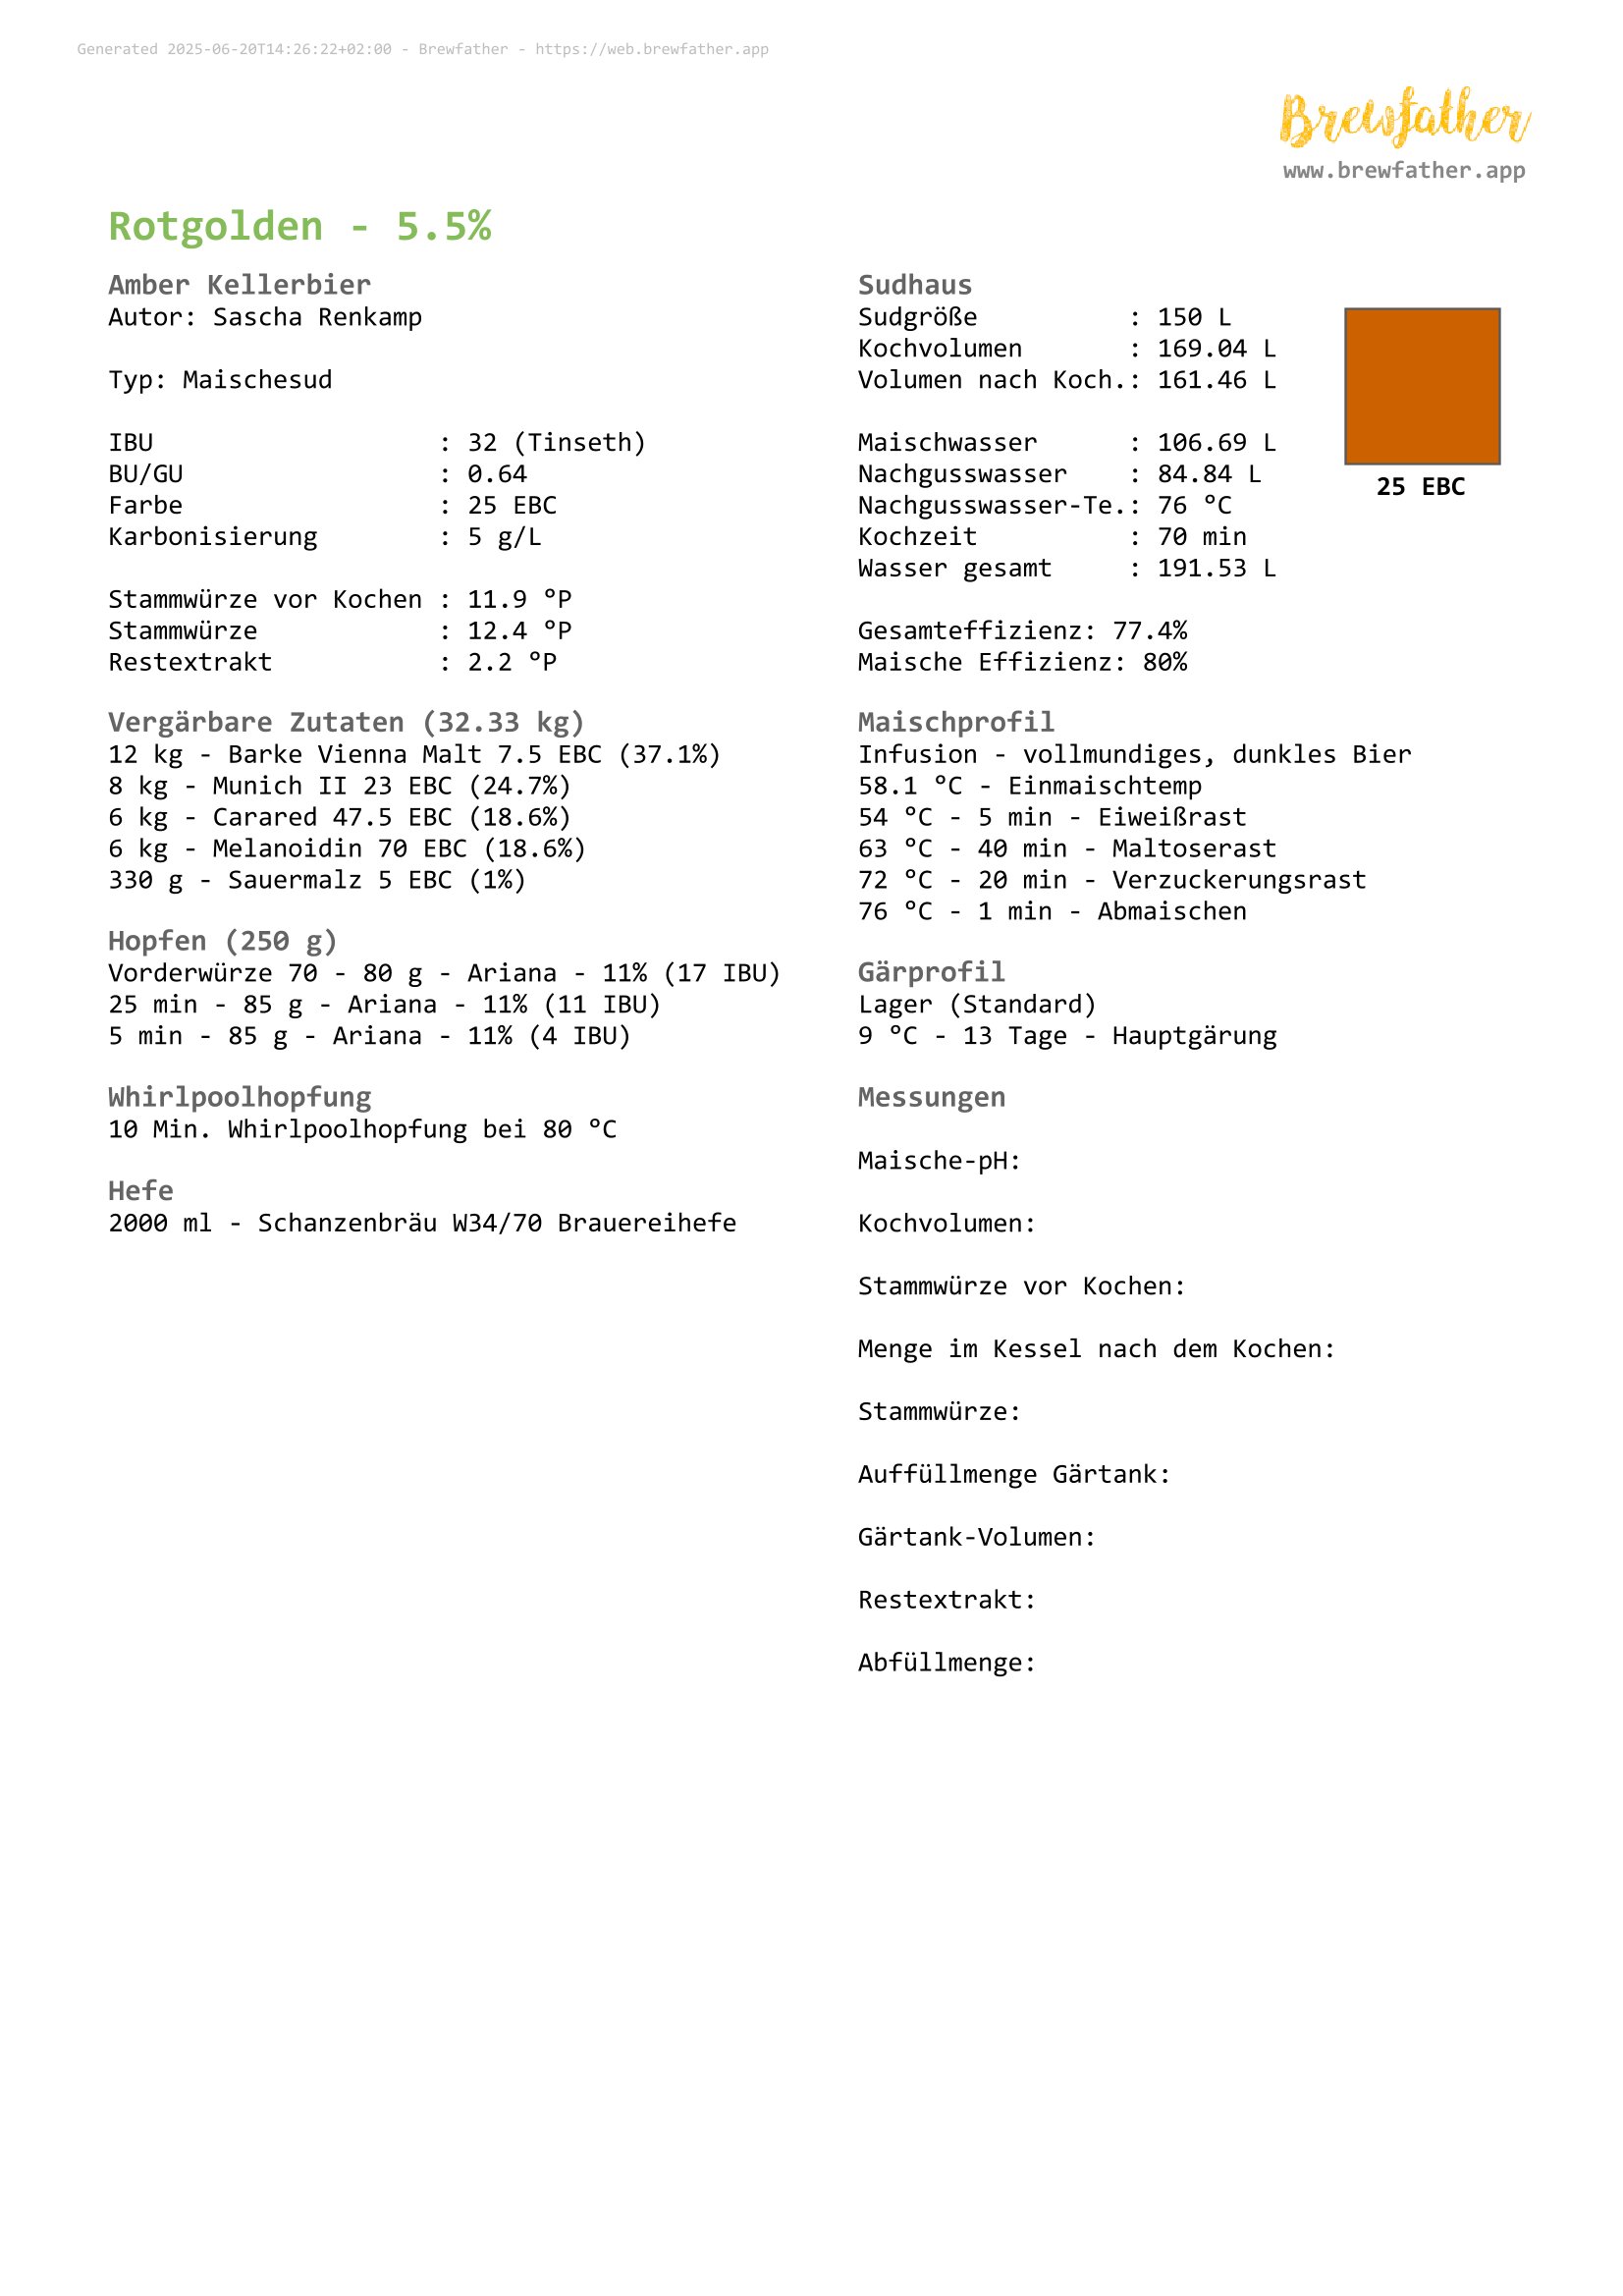 Generated 2025-06-20T14:26:22+02:00 - Brewfather - https://web.brewfather.app
Brewfather
www.brewfather.app
Rotgolden - 5.5%
Amber Kellerbier
Autor: Sascha Renkamp
Typ: Maischesud
IBU : 32 (Tinseth)
BU/GU : 0.64
Farbe : 25 EBC
Karbonisierung : 5 g/L
Stammwürze vor Kochen : 11.9 °P
Stammwürze : 12.4 °P
Restextrakt : 2.2 °P
Vergärbare Zutaten (32.33 kg)
12 kg - Barke Vienna Malt 7.5 EBC (37.1%)
8 kg - Munich II 23 EBC (24.7%)
6 kg - Carared 47.5 EBC (18.6%)
6 kg - Melanoidin 70 EBC (18.6%)
330 g - Sauermalz 5 EBC (1%)
Hopfen (250 g)
Vorderwürze 70 - 80 g - Ariana - 11% (17 IBU)
25 min - 85 g - Ariana - 11% (11 IBU)
5 min - 85 g - Ariana - 11% (4 IBU)
Whirlpoolhopfung
10 Min. Whirlpoolhopfung bei 80 °C
Hefe
2000 ml - Schanzenbräu W34/70 Brauereihefe
Sudhaus
Sudgröße : 150 L
Kochvolumen : 169.04 L
Volumen nach Koch.: 161.46 L
Maischwasser : 106.69 L
Nachgusswasser : 84.84 L
Nachgusswasser-Te.: 76 °C
Kochzeit : 70 min
Wasser gesamt : 191.53 L
25 EBC
Gesamteffizienz: 77.4%
Maische Effizienz: 80%
Maischprofil
Infusion - vollmundiges, dunkles Bier
58.1 °C - Einmaischtemp
54 °C - 5 min - Eiweißrast
63 °C - 40 min - Maltoserast
72 °C - 20 min - Verzuckerungsrast
76 °C - 1 min - Abmaischen
Gärprofil
Lager (Standard)
9 °C - 13 Tage - Hauptgärung
Messungen
Maische-pH:
Kochvolumen:
Stammwürze vor Kochen:
Menge im Kessel nach dem Kochen:
Stammwürze:
Auffüllmenge Gärtank:
Gärtank-Volumen:
Restextrakt:
Abfüllmenge: